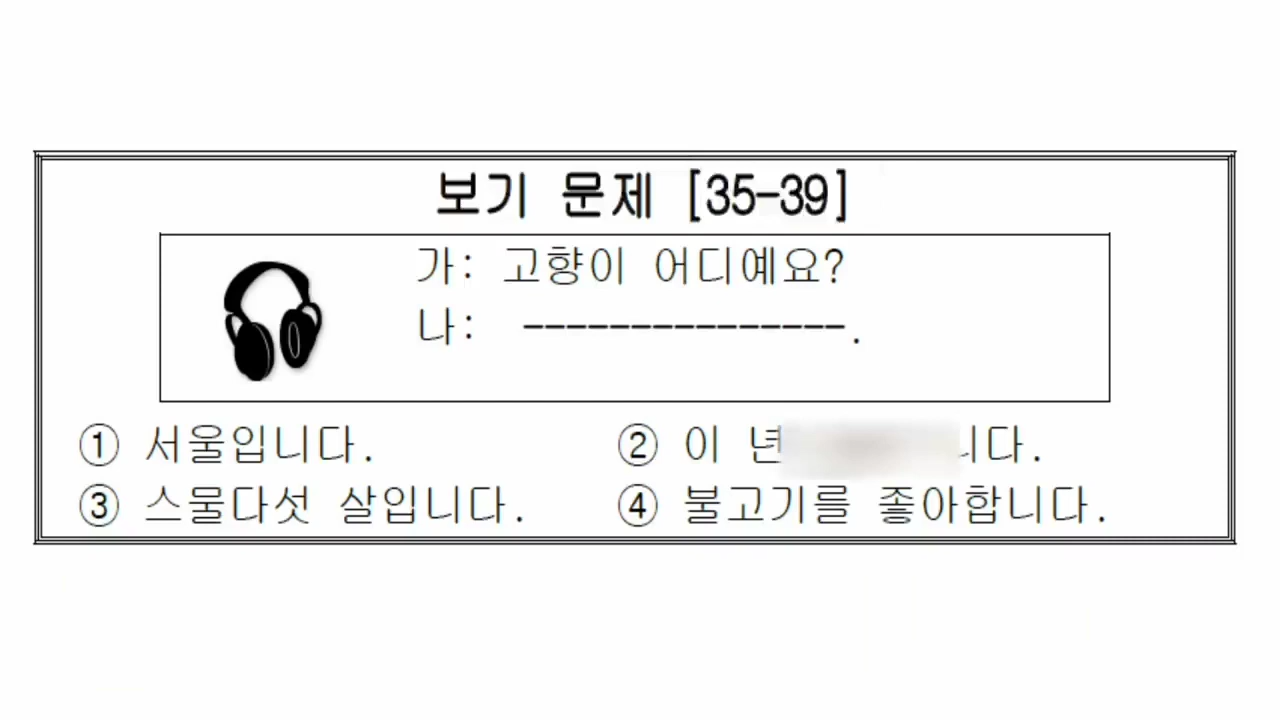 보기 문제 [35-39]
가: 고향이 어디예요?
나: ---------------.
① 서울입니다.
② 이 년
③ 스물다섯 살입니다.
④ 불고기를 좋아합니다.